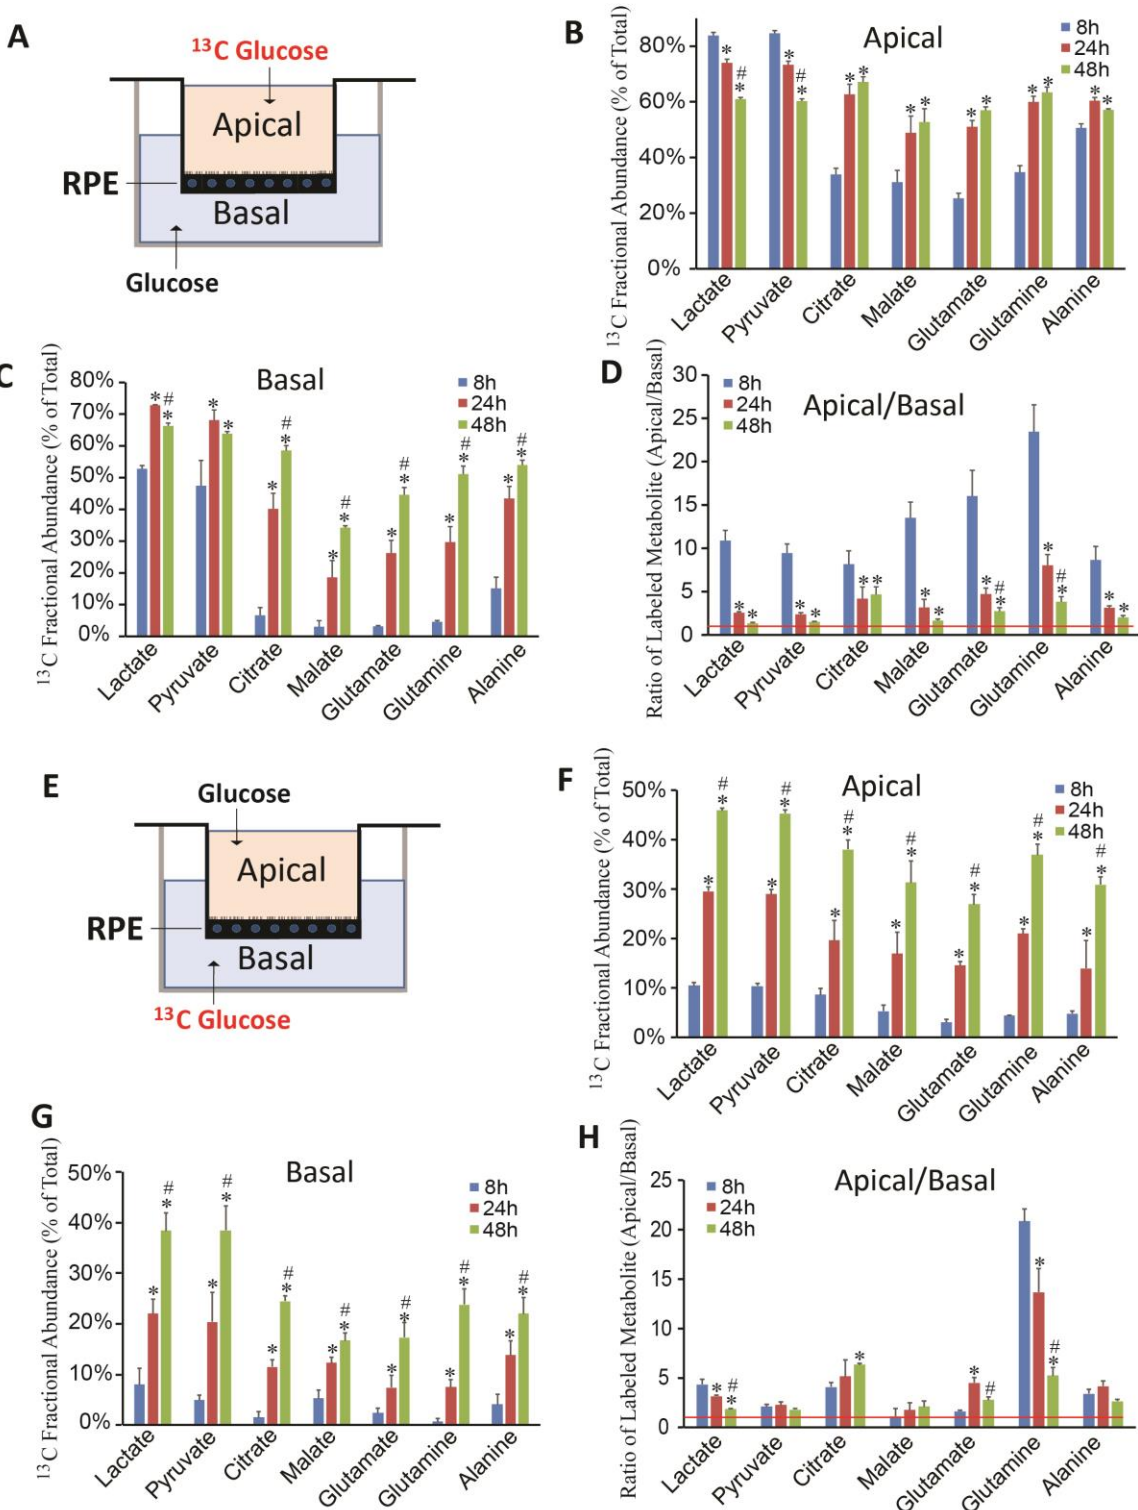 A
¹³C Glucose
Apical
RPE
Basal
Glucose
B
Apical
8h
24h
48h
¹³C Fractional Abundance (% of Total)
80%
60%
40%
20%
0%
Lactate
Pyruvate
Citrate
Malate
Glutamate
Glutamine
Alanine
* # * * # * * * * * * * * * * *
C
Basal
8h
24h
48h
¹³C Fractional Abundance (% of Total)
80%
70%
60%
50%
40%
30%
20%
10%
0%
Lactate
Pyruvate
Citrate
Malate
Glutamate
Glutamine
Alanine
* # * * * * # * * # * * # * * # * * # *
D
Apical/Basal
8h
24h
48h
Ratio of Labeled Metabolite (Apical/Basal)
30
25
20
15
10
5
0
Lactate
Pyruvate
Citrate
Malate
Glutamate
Glutamine
Alanine
* * * * * * * * * # * * # * * *
E
Glucose
Apical
RPE
Basal
¹³C Glucose
F
Apical
8h
24h
48h
¹³C Fractional Abundance (% of Total)
50%
40%
30%
20%
10%
0%
Lactate
Pyruvate
Citrate
Malate
Glutamate
Glutamine
Alanine
* # * * # * * # * * # * * # * * # * * # *
G
Basal
8h
24h
48h
¹³C Fractional Abundance (% of Total)
50%
40%
30%
20%
10%
0%
Lactate
Pyruvate
Citrate
Malate
Glutamate
Glutamine
Alanine
* # * * # * * # * * # * * # * * # * * # *
H
Apical/Basal
8h
24h
48h
Ratio of Labeled Metabolite (Apical/Basal)
25
20
15
10
5
0
Lactate
Pyruvate
Citrate
Malate
Glutamate
Glutamine
Alanine
* # * * * # * # *